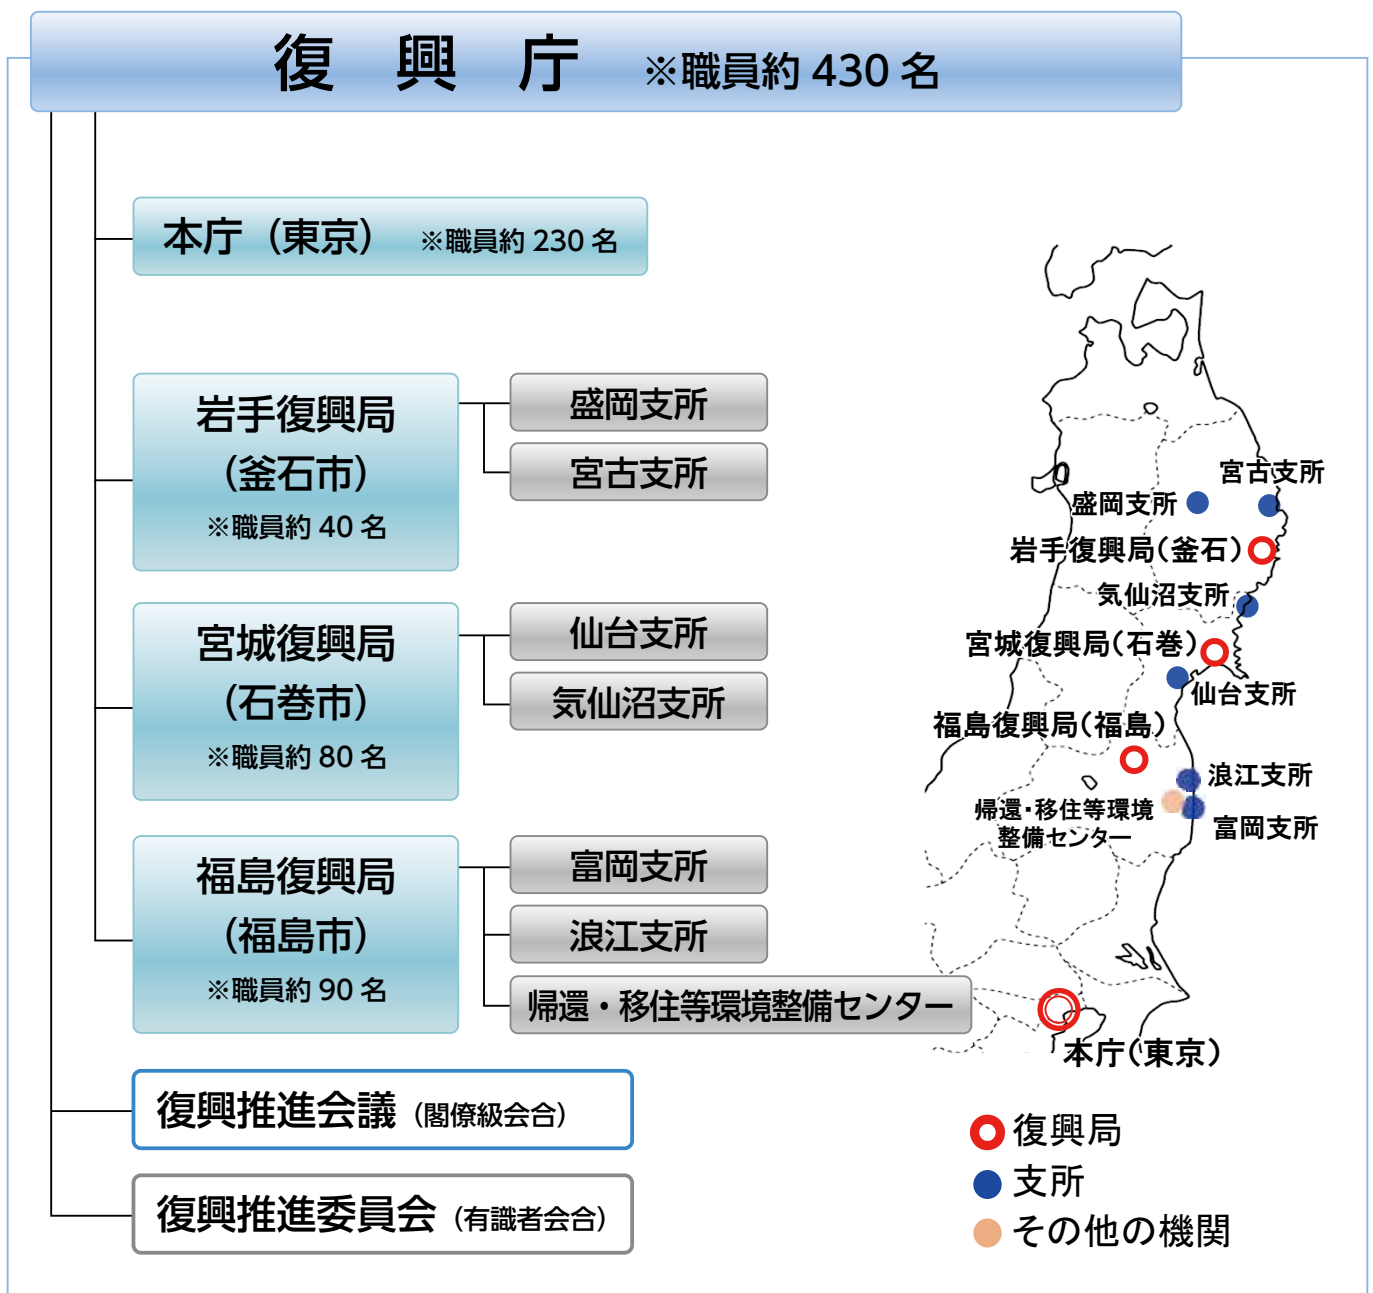 復興庁 ※職員約 430 名
本庁（東京） ※職員約 230 名
岩手復興局
（釜石市）
※職員約 40 名
盛岡支所
宮古支所
宮城復興局
（石巻市）
※職員約 80 名
仙台支所
気仙沼支所
福島復興局
（福島市）
※職員約 90 名
富岡支所
浪江支所
帰還・移住等環境整備センター
復興推進会議（閣僚級会合）
復興推進委員会（有識者会合）
宮古支所
盛岡支所
岩手復興局（釜石）
気仙沼支所
宮城復興局（石巻）
仙台支所
福島復興局（福島）
浪江支所
帰還・移住等環境
整備センター
富岡支所
本庁（東京）
復興局
支所
その他の機関